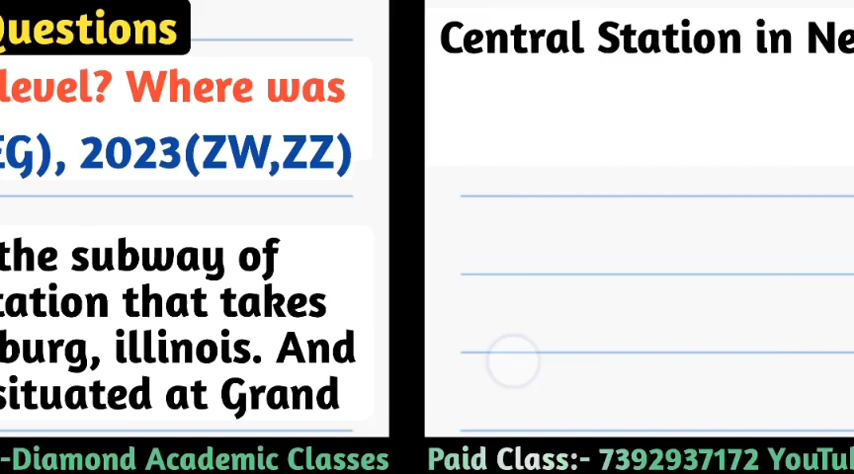 Questions
level? Where was
EG), 2023(ZW,ZZ)
the subway of
tation that takes
burg, illinois. And
situated at Grand
-Diamond Academic Classes
Central Station in Ne
Paid Class:- 7392937172 YouTu